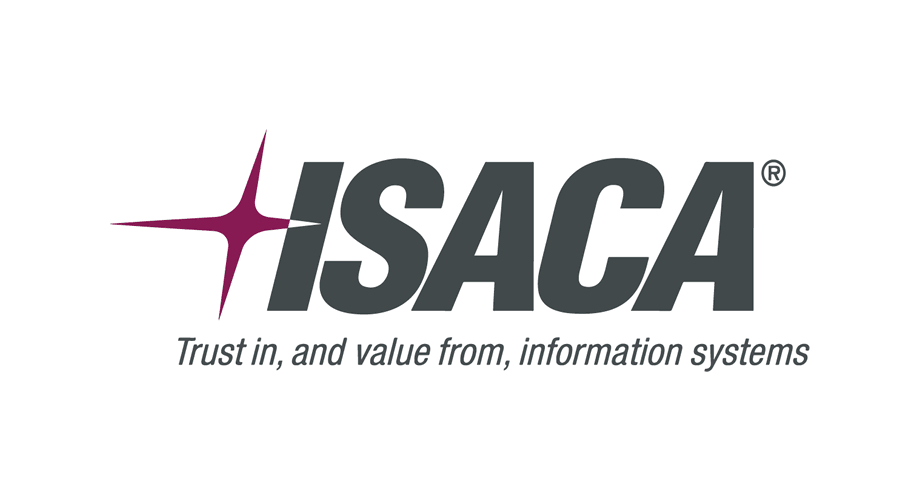 ISACA®
Trust in, and value from, information systems